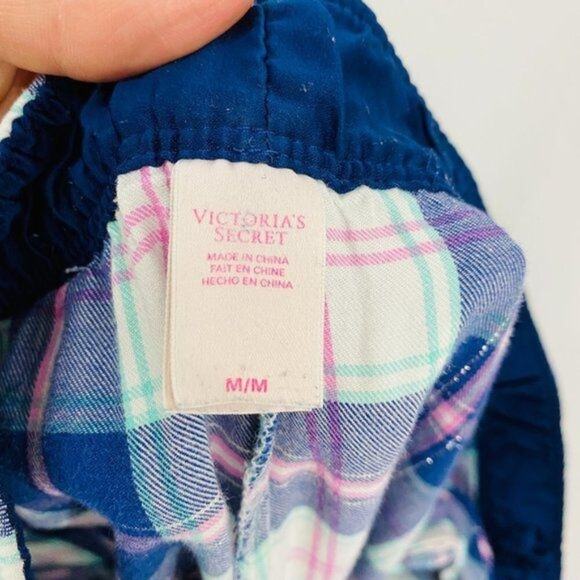 VICTORIA'S
SECRET
MADE IN CHINA
FAIT EN CHINE
HECHO EN CHINA
M/M